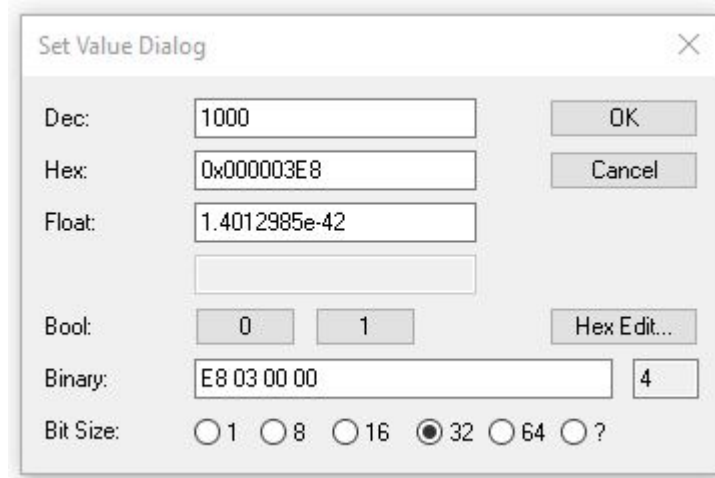 Set Value Dialog
Dec: 1000 OK
Hex: 0x000003E8 Cancel
Float: 1.4012985e-42
Bool: 0 1 Hex Edit...
Binary: E8 03 00 00 4
Bit Size: 1 8 16 32 64 ?